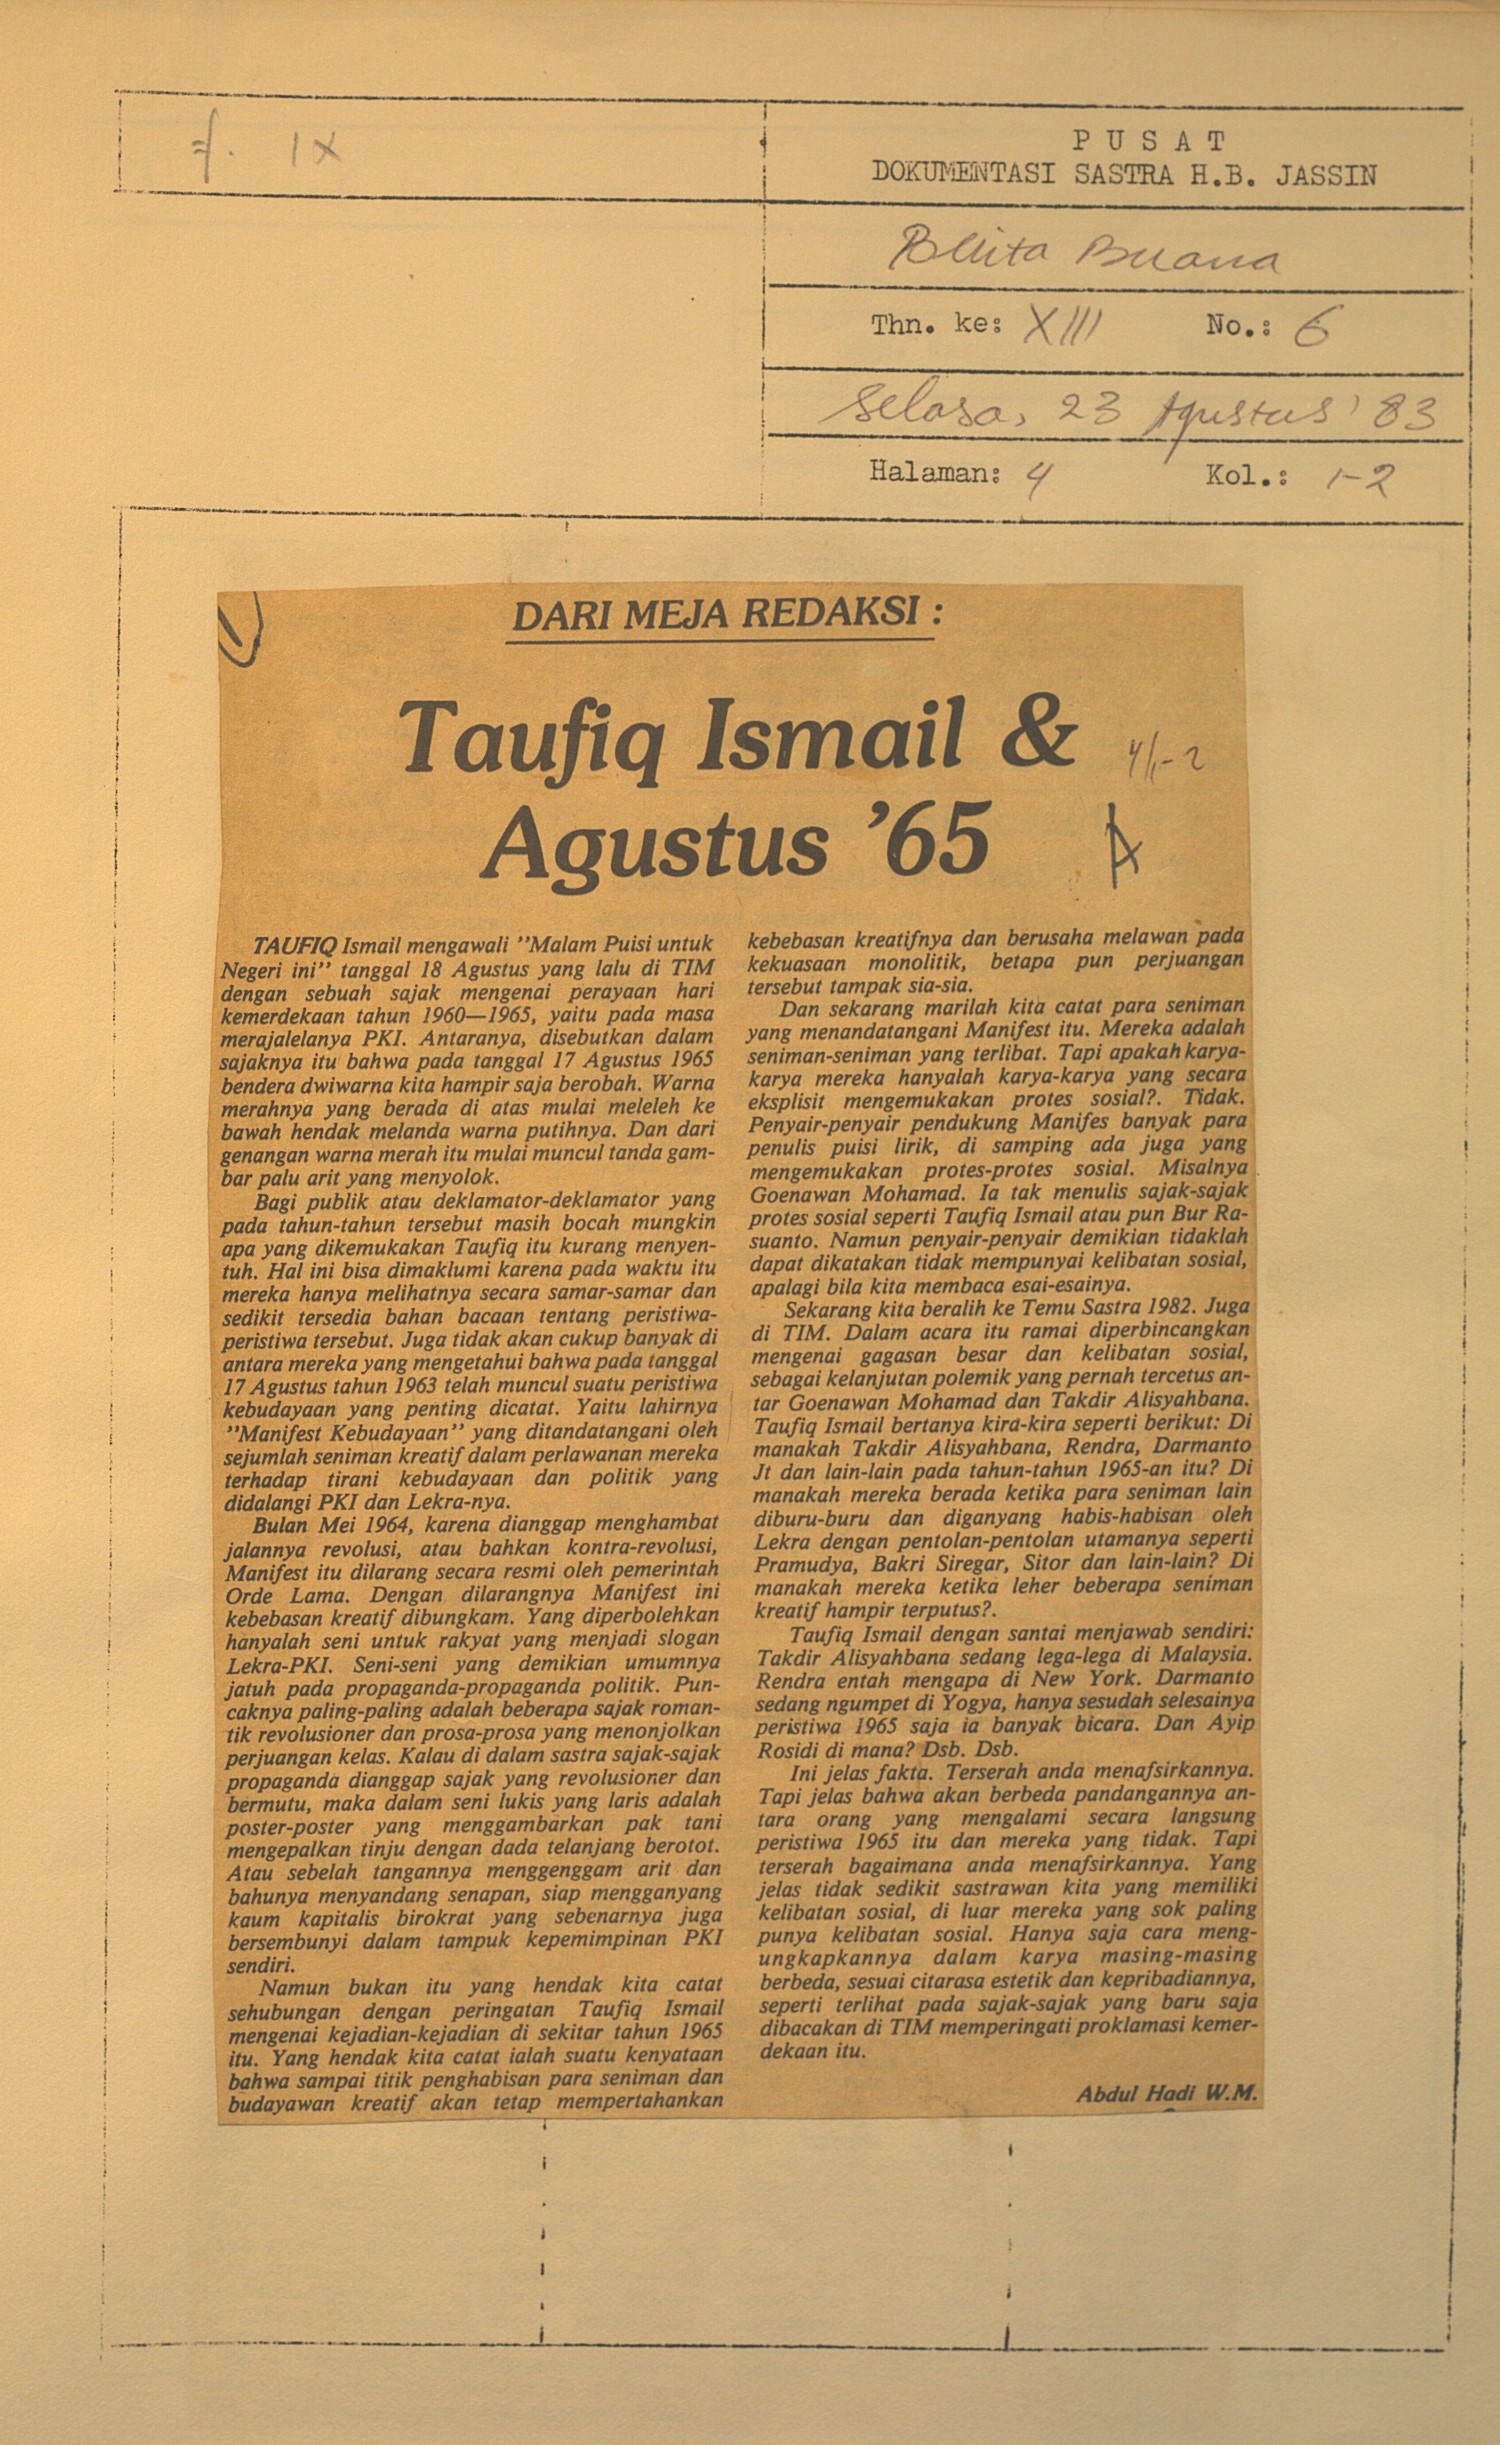 f. IX
P U S A T
DOKUMENTASI SASTRA H.B. JASSIN
Berita Buana
Thn. ke: XIII No.: 6
Selasa, 23 Agustus '83
Halaman: 4 Kol.: 1-2
DARI MEJA REDAKSI :
Taufiq Ismail &
Agustus '65
4/1-2
A
TAUFIQ Ismail mengawali "Malam Puisi untuk
Negeri ini" tanggal 18 Agustus yang lalu di TIM
dengan sebuah sajak mengenai perayaan hari
kemerdekaan tahun 1960—1965, yaitu pada masa
merajalelanya PKI. Antaranya, disebutkan dalam
sajaknya itu bahwa pada tanggal 17 Agustus 1965
bendera dwiwarna kita hampir saja berobah. Warna
merahnya yang berada di atas mulai meleleh ke
bawah hendak melanda warna putihnya. Dan dari
genangan warna merah itu mulai muncul tanda gam-
bar palu arit yang menyolok.
Bagi publik atau deklamator-deklamator yang
pada tahun-tahun tersebut masih bocah mungkin
apa yang dikemukakan Taufiq itu kurang menyen-
tuh. Hal ini bisa dimaklumi karena pada waktu itu
mereka hanya melihatnya secara samar-samar dan
sedikit tersedia bahan bacaan tentang peristiwa-
peristiwa tersebut. Juga tidak akan cukup banyak di
antara mereka yang mengetahui bahwa pada tanggal
17 Agustus tahun 1963 telah muncul suatu peristiwa
kebudayaan yang penting dicatat. Yaitu lahirnya
"Manifest Kebudayaan" yang ditandatangani oleh
sejumlah seniman kreatif dalam perlawanan mereka
terhadap tirani kebudayaan dan politik yang
didalangi PKI dan Lekra-nya.
Bulan Mei 1964, karena dianggap menghambat
jalannya revolusi, atau bahkan kontra-revolusi,
Manifest itu dilarang secara resmi oleh pemerintah
Orde Lama. Dengan dilarangnya Manifest ini
kebebasan kreatif dibungkam. Yang diperbolehkan
hanyalah seni untuk rakyat yang menjadi slogan
Lekra-PKI. Seni-seni yang demikian umumnya
jatuh pada propaganda-propaganda politik. Pun-
caknya paling-paling adalah beberapa sajak roman-
tik revolusioner dan prosa-prosa yang menonjolkan
perjuangan kelas. Kalau di dalam sastra sajak-sajak
propaganda dianggap sajak yang revolusioner dan
bermutu, maka dalam seni lukis yang laris adalah
poster-poster yang menggambarkan pak tani
mengepalkan tinju dengan dada telanjang berotot.
Atau sebelah tangannya menggenggam arit dan
bahunya menyandang senapan, siap mengganyang
kaum kapitalis birokrat yang sebenarnya juga
bersembunyi dalam tampuk kepemimpinan PKI
sendiri.
Namun bukan itu yang hendak kita catat
sehubungan dengan peringatan Taufiq Ismail
mengenai kejadian-kejadian di sekitar tahun 1965
itu. Yang hendak kita catat ialah suatu kenyataan
bahwa sampai titik penghabisan para seniman dan
budayawan kreatif akan tetap mempertahankan
kebebasan kreatifnya dan berusaha melawan pada
kekuasaan monolitik, betapa pun perjuangan
tersebut tampak sia-sia.
Dan sekarang marilah kita catat para seniman
yang menandatangani Manifest itu. Mereka adalah
seniman-seniman yang terlibat. Tapi apakah karya-
karya mereka hanyalah karya-karya yang secara
eksplisit mengemukakan protes sosial?. Tidak.
Penyair-penyair pendukung Manifes banyak para
penulis puisi lirik, di samping ada juga yang
mengemukakan protes-protes sosial. Misalnya
Goenawan Mohamad. Ia tak menulis sajak-sajak
protes sosial seperti Taufiq Ismail atau pun Bur Ra-
suanto. Namun penyair-penyair demikian tidaklah
dapat dikatakan tidak mempunyai kelibatan sosial,
apalagi bila kita membaca esai-esainya.
Sekarang kita beralih ke Temu Sastra 1982. Juga
di TIM. Dalam acara itu ramai diperbincangkan
mengenai gagasan besar dan kelibatan sosial,
sebagai kelanjutan polemik yang pernah tercetus an-
tar Goenawan Mohamad dan Takdir Alisyahbana.
Taufiq Ismail bertanya kira-kira seperti berikut: Di
manakah Takdir Alisyahbana, Rendra, Darmanto
Jt dan lain-lain pada tahun-tahun 1965-an itu? Di
manakah mereka berada ketika para seniman lain
diburu-buru dan diganyang habis-habisan oleh
Lekra dengan pentolan-pentolan utamanya seperti
Pramudya, Bakri Siregar, Sitor dan lain-lain? Di
manakah mereka ketika leher beberapa seniman
kreatif hampir terputus?.
Taufiq Ismail dengan santai menjawab sendiri:
Takdir Alisyahbana sedang lega-lega di Malaysia.
Rendra entah mengapa di New York. Darmanto
sedang ngumpet di Yogya, hanya sesudah selesainya
peristiwa 1965 saja ia banyak bicara. Dan Ayip
Rosidi di mana? Dsb. Dsb.
Ini jelas fakta. Terserah anda menafsirkannya.
Tapi jelas bahwa akan berbeda pandangannya an-
tara orang yang mengalami secara langsung
peristiwa 1965 itu dan mereka yang tidak. Tapi
terserah bagaimana anda menafsirkannya. Yang
jelas tidak sedikit sastrawan kita yang memiliki
kelibatan sosial, di luar mereka yang sok paling
punya kelibatan sosial. Hanya saja cara meng-
ungkapkannya dalam karya masing-masing
berbeda, sesuai citarasa estetik dan kepribadiannya,
seperti terlihat pada sajak-sajak yang baru saja
dibacakan di TIM memperingati proklamasi kemer-
dekaan itu.
Abdul Hadi W.M.